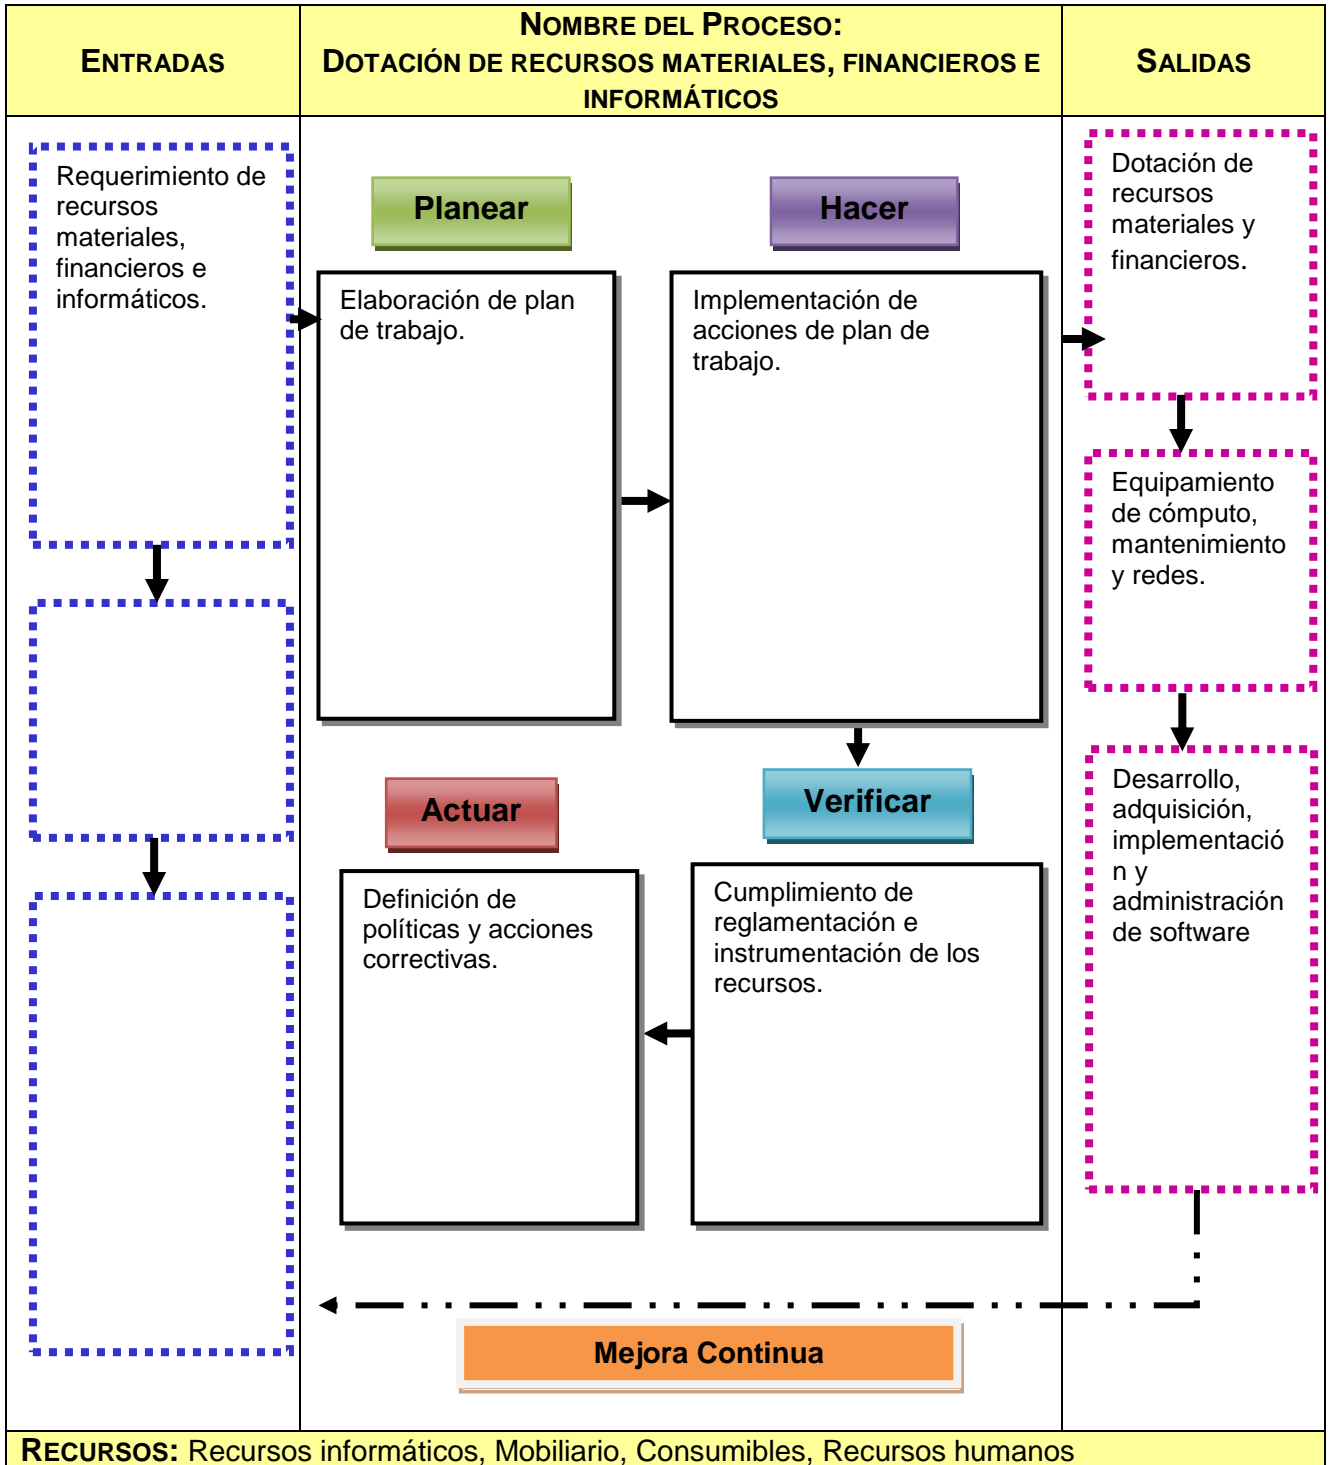 ENTRADAS
NOMBRE DEL PROCESO:
DOTACIÓN DE RECURSOS MATERIALES, FINANCIEROS E
INFORMÁTICOS
SALIDAS
Requerimiento de
recursos
materiales,
financieros e
informáticos.
Planear
Elaboración de plan
de trabajo.
Hacer
Implementación de
acciones de plan de
trabajo.
Actuar
Definición de
políticas y acciones
correctivas.
Verificar
Cumplimiento de
reglamentación e
instrumentación de los
recursos.
Dotación de
recursos
materiales y
financieros.
Equipamiento
de cómputo,
mantenimiento
y redes.
Desarrollo,
adquisición,
implementació
n y
administración
de software
Mejora Continua
RECURSOS: Recursos informáticos, Mobiliario, Consumibles, Recursos humanos